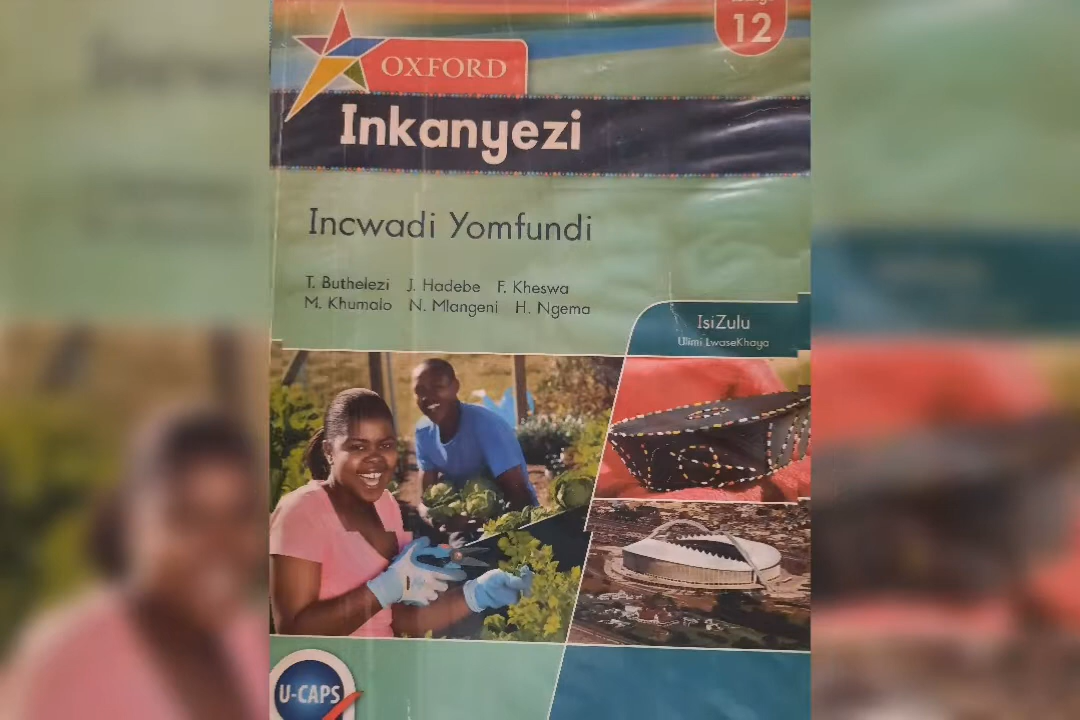 12
OXFORD
Inkanyezi
Incwadi Yomfundi
T. Buthelezi J. Hadebe F. Kheswa
M. Khumalo N. Mlangeni H. Ngema
IsiZulu
Ulimi LwaseKhaya
U-CAPS